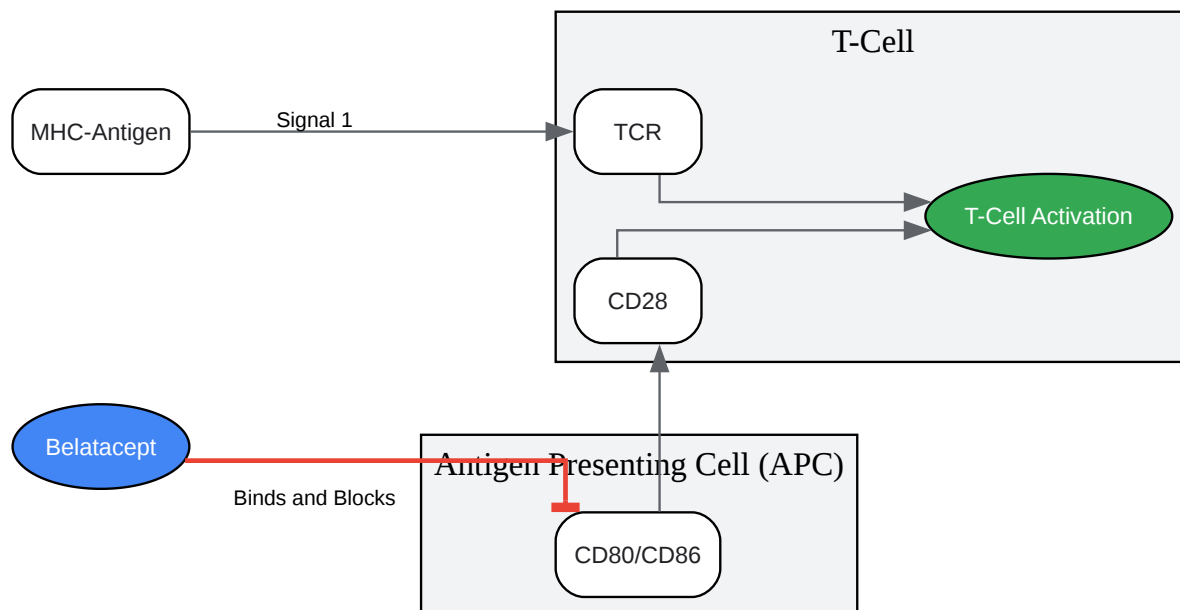 T-Cell
MHC-Antigen
Signal 1
TCR
T-Cell Activation
CD28
Belatacept
Antigen Presenting Cell (APC)
Binds and Blocks
CD80/CD86